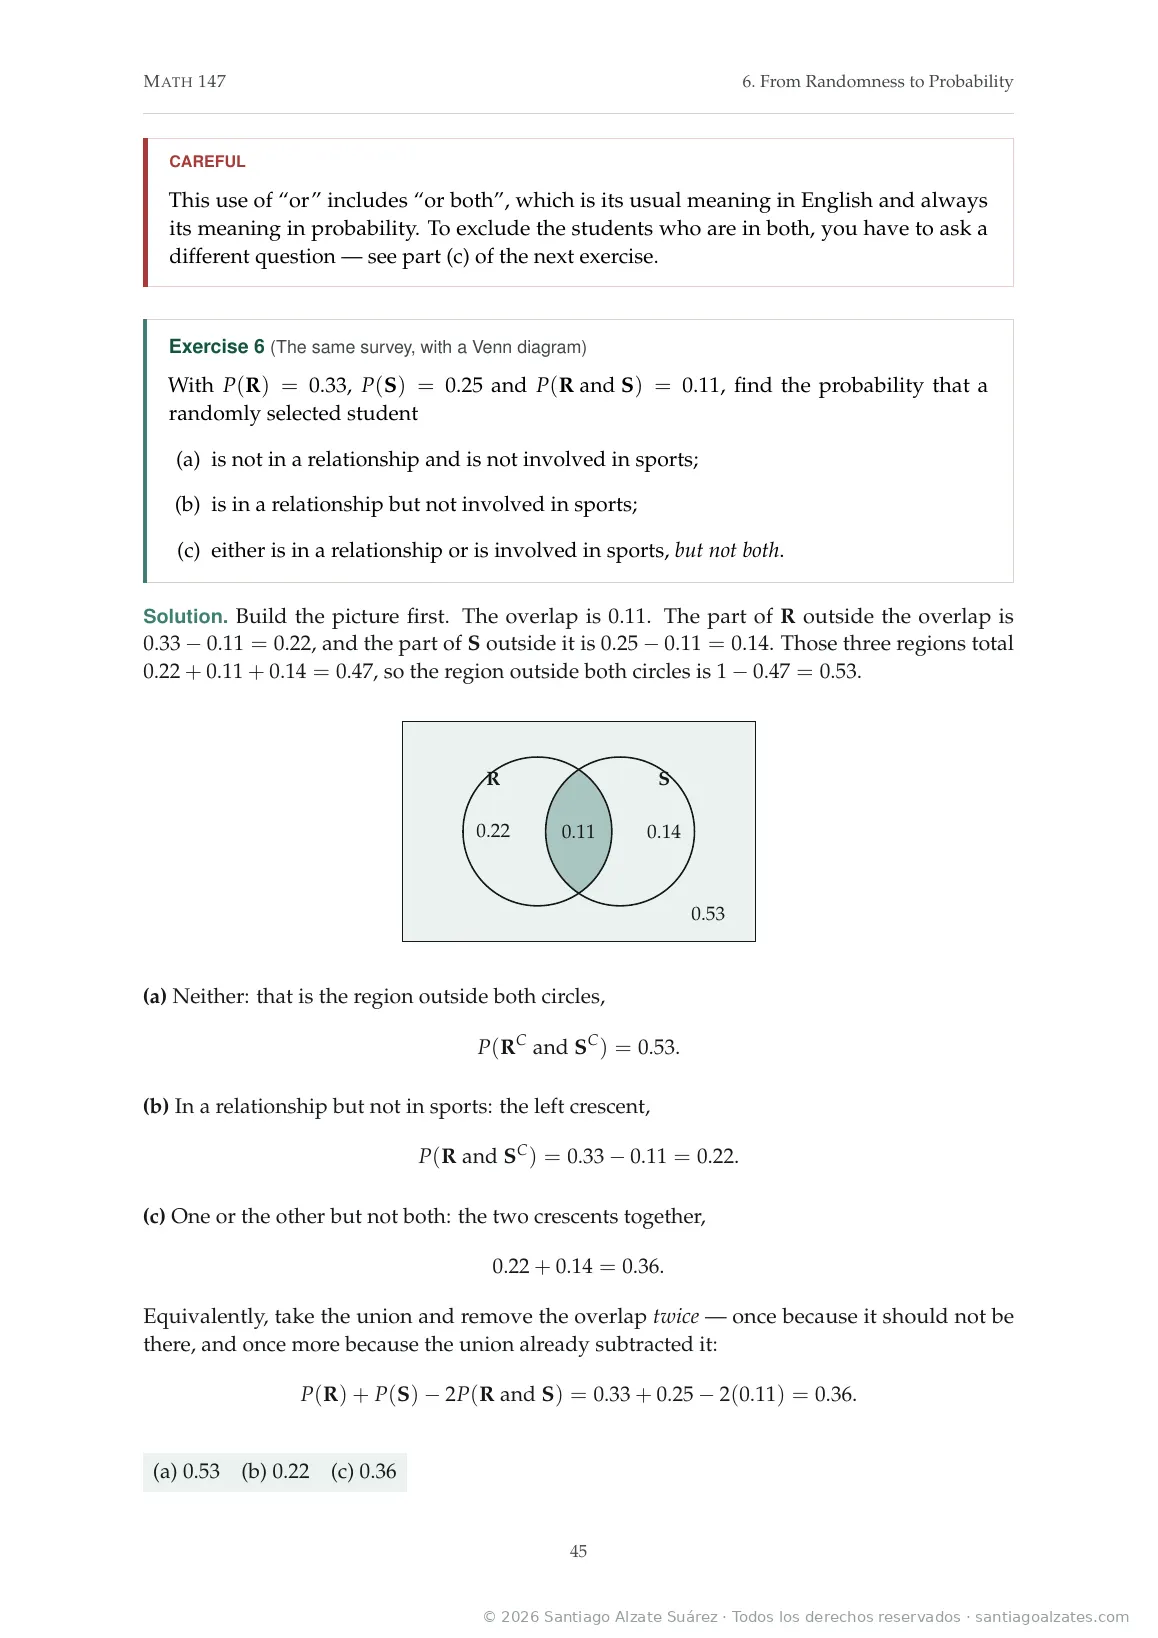 MATH 147
6. From Randomness to Probability
CAREFUL
This use of “or” includes “or both”, which is its usual meaning in English and always
its meaning in probability. To exclude the students who are in both, you have to ask a
different question — see part (c) of the next exercise.
Exercise 6 (The same survey, with a Venn diagram)
With P(R) = 0.33, P(S) = 0.25 and P(R and S) = 0.11, find the probability that a
randomly selected student
(a) is not in a relationship and is not involved in sports;
(b) is in a relationship but not involved in sports;
(c) either is in a relationship or is involved in sports, but not both.
Solution. Build the picture first. The overlap is 0.11. The part of R outside the overlap is
0.33 − 0.11 = 0.22, and the part of S outside it is 0.25 − 0.11 = 0.14. Those three regions total
0.22 + 0.11 + 0.14 = 0.47, so the region outside both circles is 1 − 0.47 = 0.53.
R S
0.22 0.11 0.14
0.53
(a) Neither: that is the region outside both circles,
P(R^C and S^C) = 0.53.
(b) In a relationship but not in sports: the left crescent,
P(R and S^C) = 0.33 − 0.11 = 0.22.
(c) One or the other but not both: the two crescents together,
0.22 + 0.14 = 0.36.
Equivalently, take the union and remove the overlap twice — once because it should not be
there, and once more because the union already subtracted it:
P(R) + P(S) − 2P(R and S) = 0.33 + 0.25 − 2(0.11) = 0.36.
(a) 0.53 (b) 0.22 (c) 0.36
45
© 2026 Santiago Alzate Suárez · Todos los derechos reservados · santiagoalzates.com